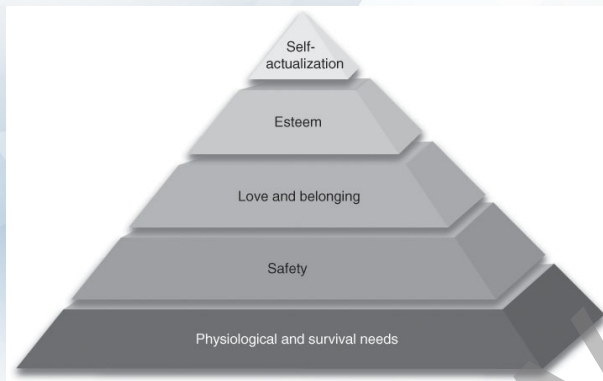 Self-
actualization
Esteem
Love and belonging
Safety
Physiological and survival needs